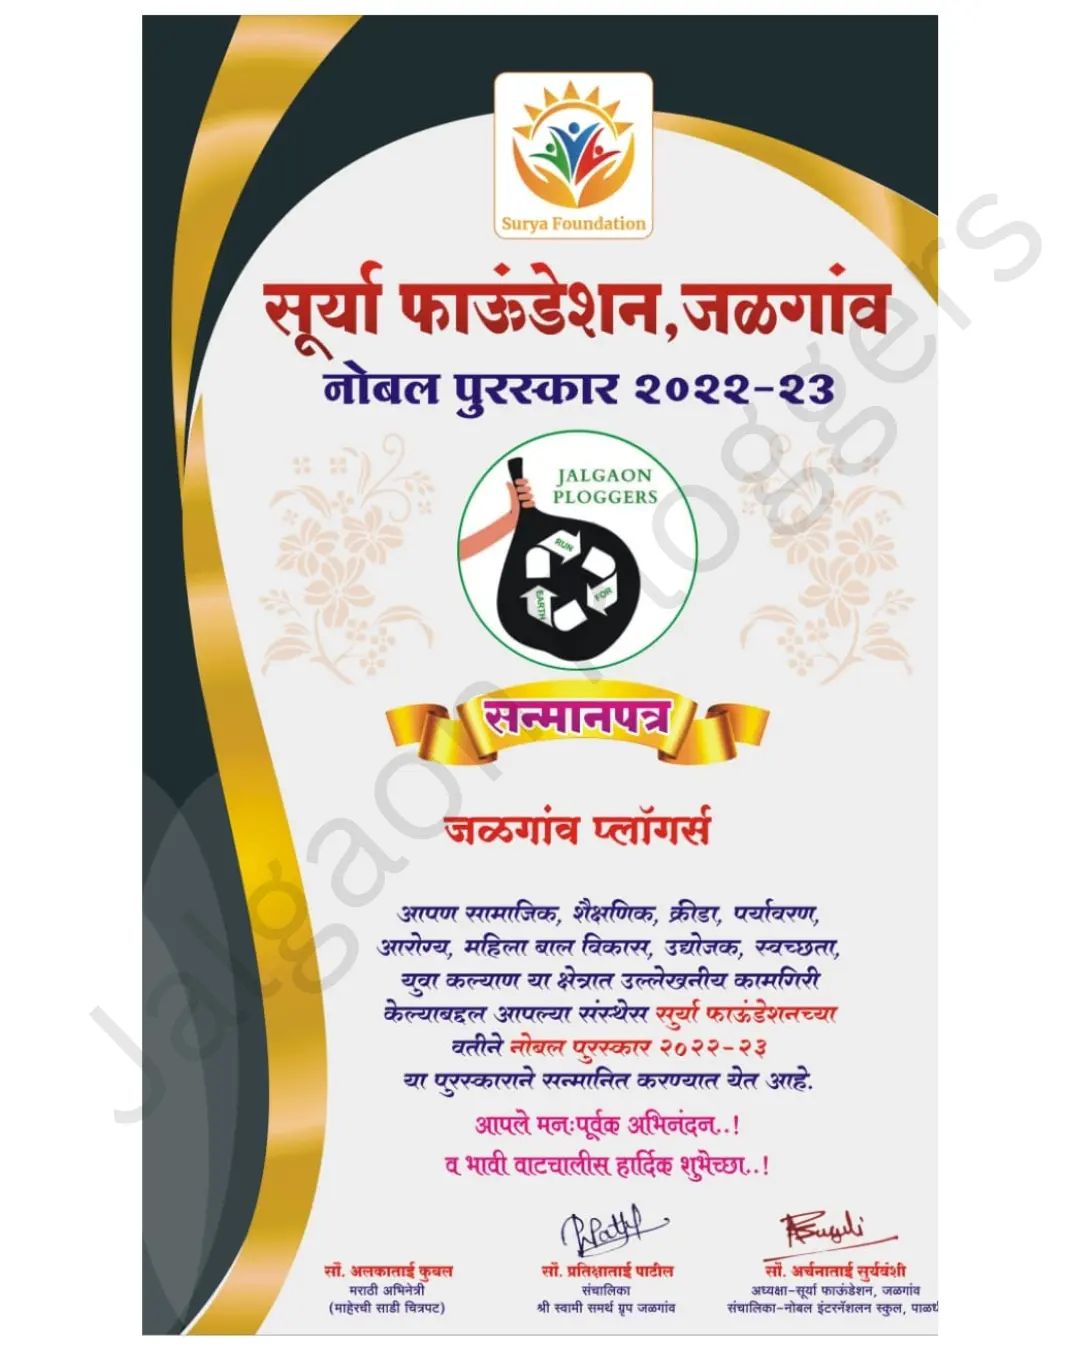 Surya Foundation
सूर्या फाऊंडेशन, जळगांव
नोबल पुरस्कार २०२२-२३
JALGAON
PLOGGERS
RUN
FOR
EARTH
सन्मानपत्र
जळगांव प्लॉगर्स
आपण सामाजिक, शैक्षणिक, क्रीडा, पर्यावरण,
आरोग्य, महिला बाल विकास, उद्योजक, स्वच्छता,
युवा कल्याण या क्षेत्रात उल्लेखनीय कामगिरी
केल्याबद्दल आपल्या संस्थेस सुर्या फाऊंडेशनच्या
वतीने नोबल पुरस्कार २०२२-२३
या पुरस्काराने सन्मानित करण्यात येत आहे.
आपले मनःपूर्वक अभिनंदन..!
व भावी वाटचालीस हार्दिक शुभेच्छा..!
सौ. अलकाताई कुबल
मराठी अभिनेत्री
(माहेरची साडी चित्रपट)
सौ. प्रतिक्षाताई पाटील
संचालिका
श्री स्वामी समर्थ ग्रृप जळगांव
सौ. अर्चनाताई सुर्यवंशी
अध्यक्षा-सूर्या फाऊंडेशन, जळगांव
संचालिका-नोबल इंटरनॅशलन स्कुल,
Jalgaon Ploggers